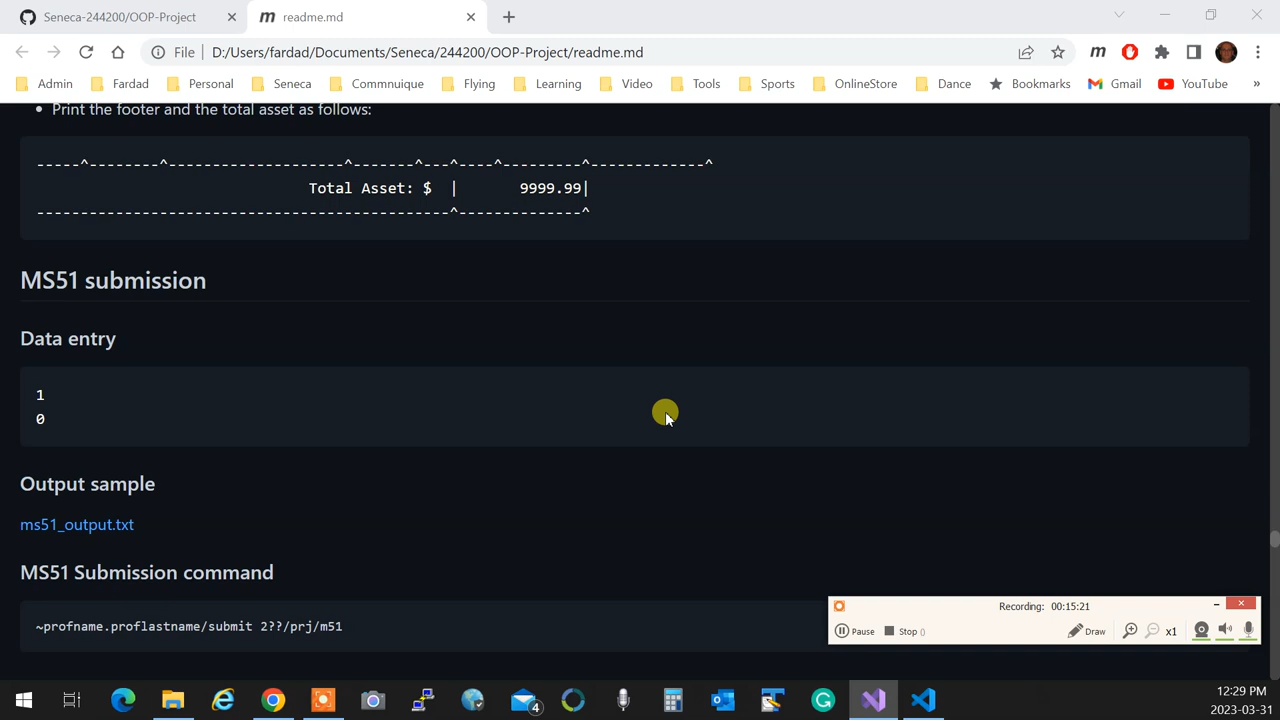 Seneca-244200/OOP-Project
readme.md
File
D:/Users/fardad/Documents/Seneca/244200/OOP-Project/readme.md
Admin Fardad Personal Seneca Commnuique Flying Learning Video Tools Sports OnlineStore Dance Bookmarks Gmail YouTube »
Print the footer and the total asset as follows:
-----^--------^--------------------^-------^---^----^---------^-------------^
Total Asset: $ | 9999.99|
-----------------------------------------------^--------------^
MS51 submission
Data entry
1
0
Output sample
ms51_output.txt
MS51 Submission command
~profname.proflastname/submit 2??/prj/m51
Recording: 00:15:21
Pause Stop () Draw x1
4
12:29 PM
2023-03-31